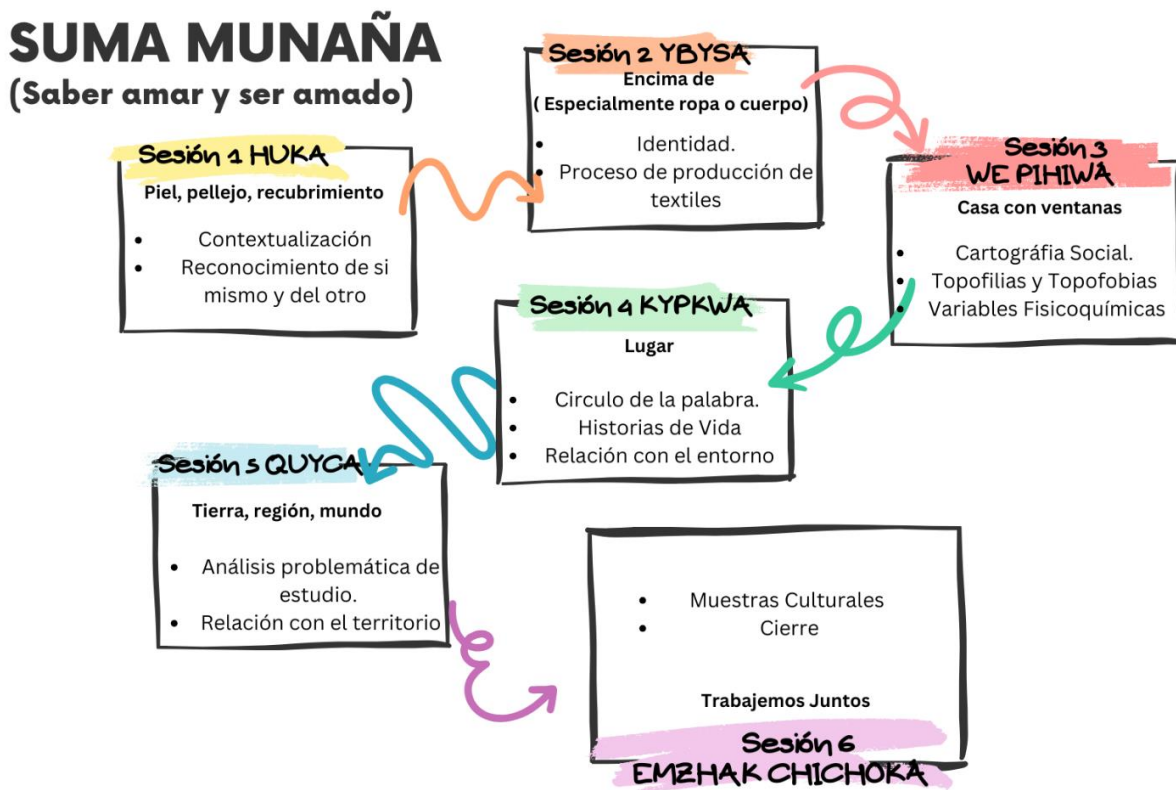 SUMA MUNAÑA
(Saber amar y ser amado)
Sesión 1 HUKA
Piel, pellejo, recubrimiento
• Contextualización
• Reconocimiento de si
mismo y del otro
Sesión 2 YBYSA
Encima de
( Especialmente ropa o cuerpo)
• Identidad.
• Proceso de producción de
textiles
Sesión 3
WE PIHIWA
Casa con ventanas
• Cartográfia Social.
• Topofilias y Topofobias
• Variables Fisicoquímicas
Sesión 4 KYPKWA
Lugar
• Circulo de la palabra.
• Historias de Vida
• Relación con el entorno
Sesión 5 QUYCA
Tierra, región, mundo
• Análisis problemática de
estudio.
• Relación con el territorio
• Muestras Culturales
• Cierre
Trabajemos Juntos
Sesión 6
EMZHAK CHICHOKA